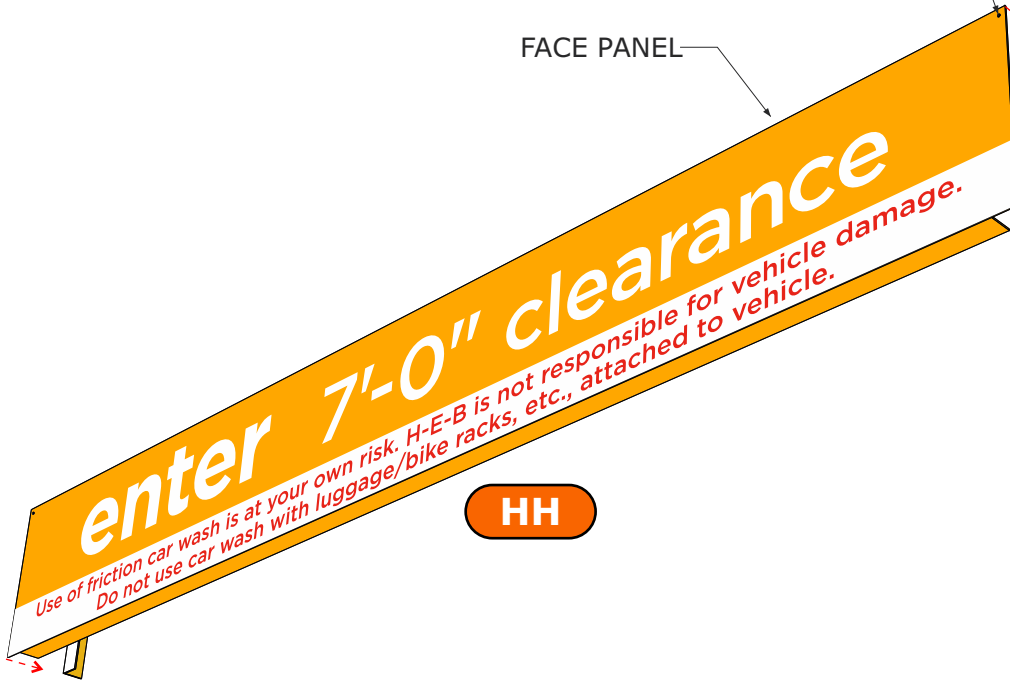 FACE PANEL
enter 7'-0" clearance
Use of friction car wash is at your own risk. H-E-B is not responsible for vehicle damage.
Do not use car wash with luggage/bike racks, etc., attached to vehicle.
HH